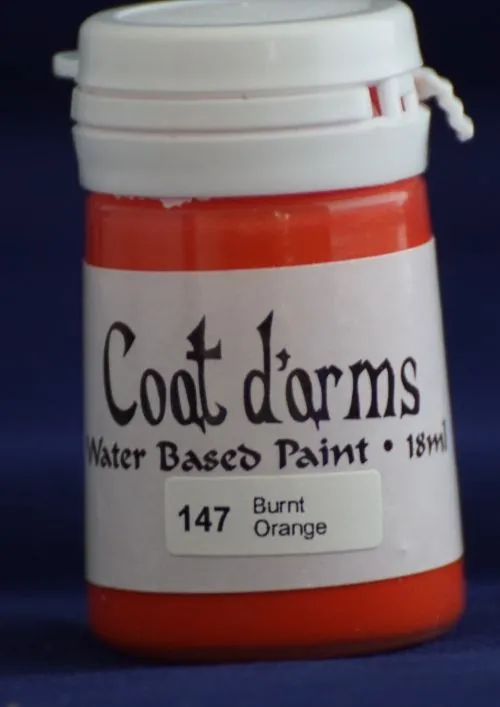 Coat d'arms
Water Based Paint • 18ml
147 Burnt
Orange